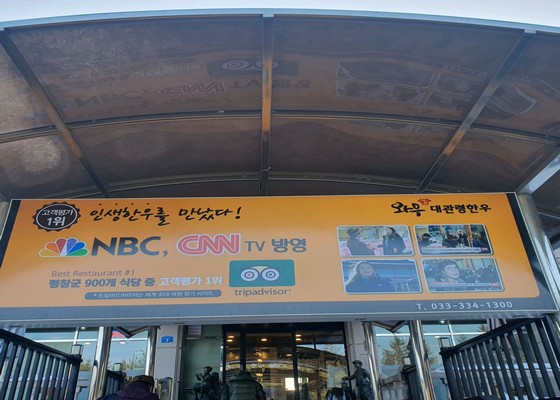 고객평가
1위
인생한우를 만났다!
대관령한우
NBC, CNN TV 방영
Best Restaurant #1
평창군 900개 식당 중 고객평가 1위
tripadvisor
T. 033-334-1300